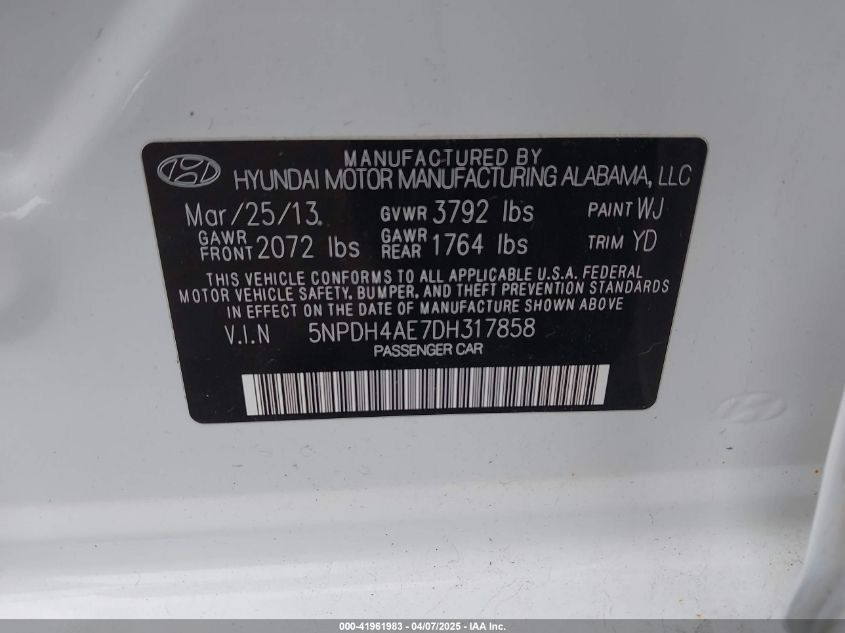 MANUFACTURED BY
HYUNDAI MOTOR MANUFACTURING ALABAMA, LLC
Mar/25/13 GVWR 3792 lbs PAINT WJ
GAWR FRONT 2072 lbs GAWR REAR 1764 lbs TRIM YD
THIS VEHICLE CONFORMS TO ALL APPLICABLE U.S.A. FEDERAL
MOTOR VEHICLE SAFETY, BUMPER, AND THEFT PREVENTION STANDARDS
IN EFFECT ON THE DATE OF MANUFACTURE SHOWN ABOVE
V.I.N 5NPDH4AE7DH317858
PASSENGER CAR
000-41961983 - 04/07/2025 - IAA Inc.